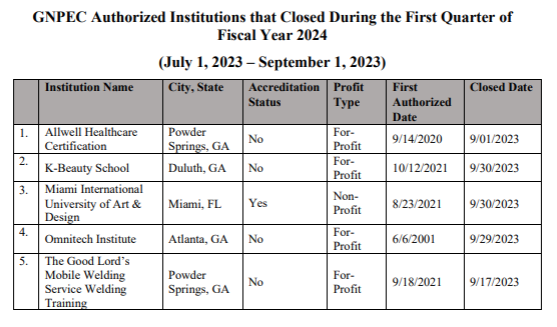 GNPEC Authorized Institutions that Closed During the First Quarter of
Fiscal Year 2024
(July 1, 2023 – September 1, 2023)
Institution Name City, State Accreditation Status Profit Type First Authorized Date Closed Date
1. Allwell Healthcare Certification Powder Springs, GA No For-Profit 9/14/2020 9/01/2023
2. K-Beauty School Duluth, GA No For-Profit 10/12/2021 9/30/2023
3. Miami International University of Art & Design Miami, FL Yes Non-Profit 8/23/2021 9/30/2023
4. Omnitech Institute Atlanta, GA No For-Profit 6/6/2001 9/29/2023
5. The Good Lord's Mobile Welding Service Welding Training Powder Springs, GA No For-Profit 9/18/2021 9/17/2023